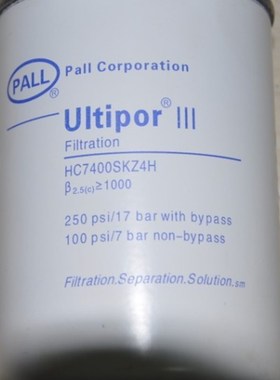 PALL ®
Pall Corporation
Ultipor® III
Filtration
HC7400SKZ4H
β2.5(c)≥1000
250 psi/17 bar with bypass
100 psi/7 bar non-bypass
Filtration.Separation.Solution.sm